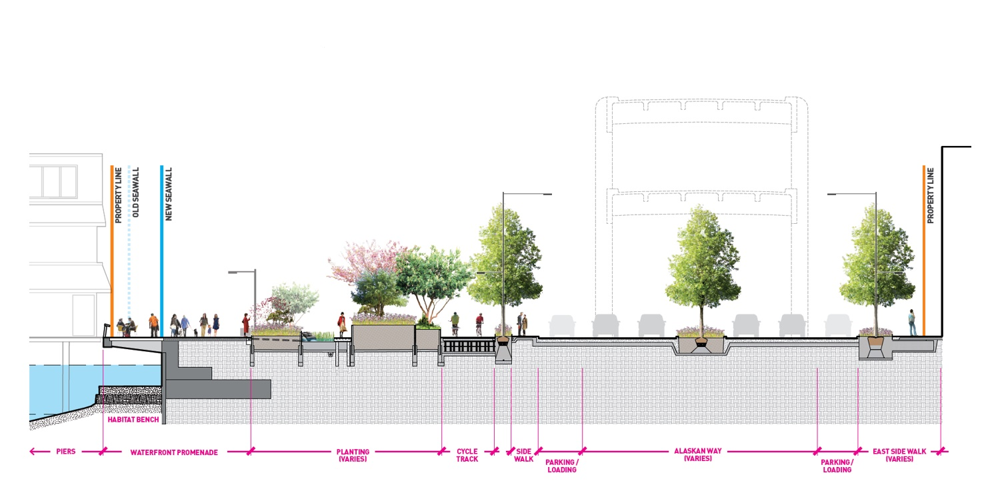 PROPERTY LINE
OLD SEAWALL
NEW SEAWALL
PROPERTY LINE
HABITAT BENCH
PIERS
WATERFRONT PROMENADE
PLANTING
(VARIES)
CYCLE
TRACK
SIDE
WALK
PARKING /
LOADING
ALASKAN WAY
(VARIES)
PARKING /
LOADING
EAST SIDE WALK
(VARIES)